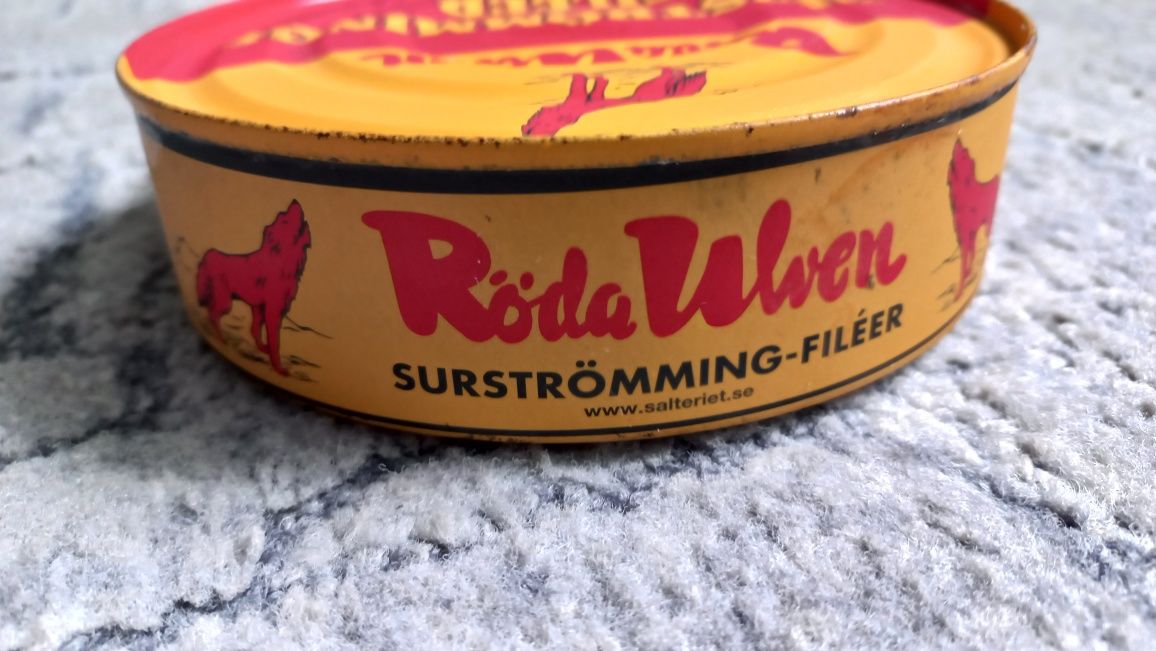 Röda Ulven
SURSTRÖMMING-FILÉER
www.salteriet.se